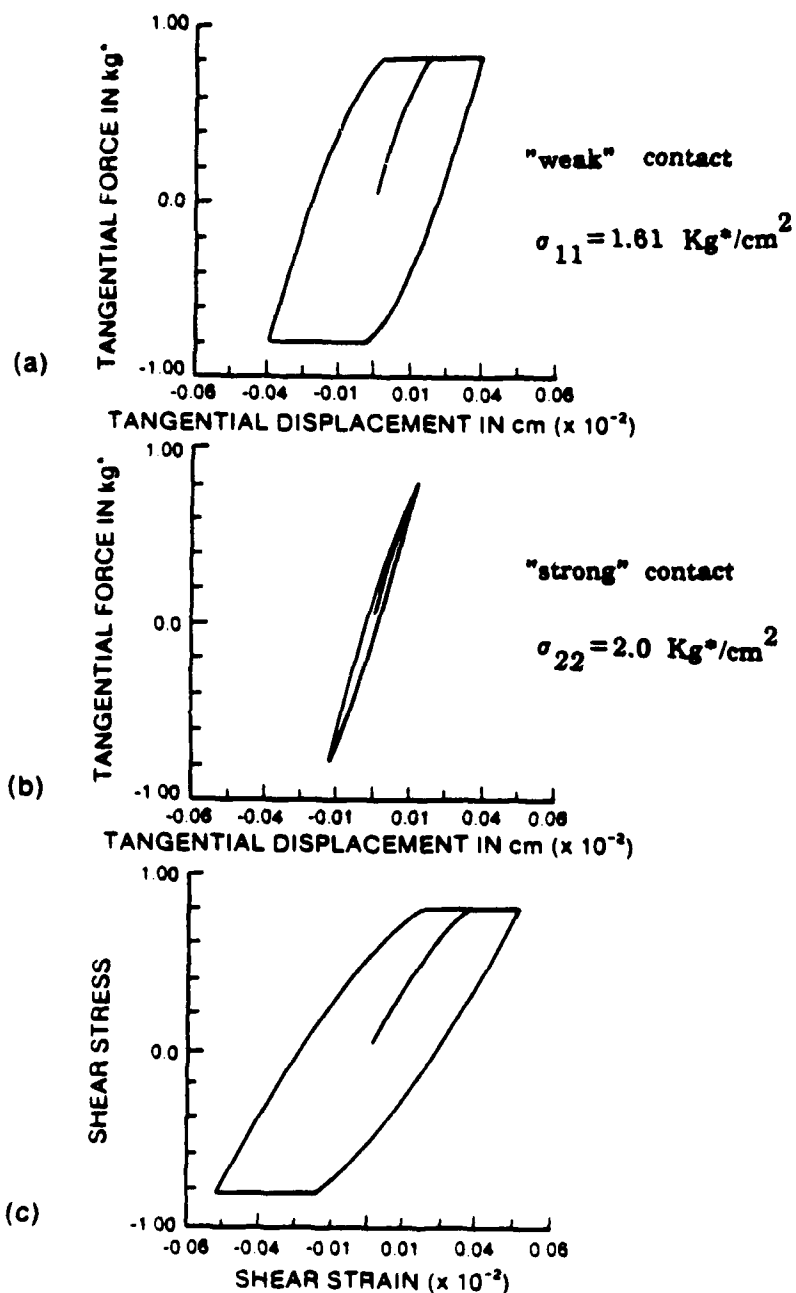 1.00
TANGENTIAL FORCE IN kg*
0.0
-1.00
(a)
"weak" contact
σ11=1.61 Kg*/cm2
-0.06 -0.04 -0.01 0.01 0.04 0.06
TANGENTIAL DISPLACEMENT IN cm (x 10⁻²)
1.00
TANGENTIAL FORCE IN kg*
0.0
-1.00
(b)
"strong" contact
σ22=2.0 Kg*/cm2
-0.06 -0.04 -0.01 0.01 0.04 0.06
TANGENTIAL DISPLACEMENT IN cm (x 10⁻²)
1.00
SHEAR STRESS
0.0
-1.00
(c)
-0.06 -0.04 -0.01 0.01 0.04 0.06
SHEAR STRAIN (x 10⁻²)